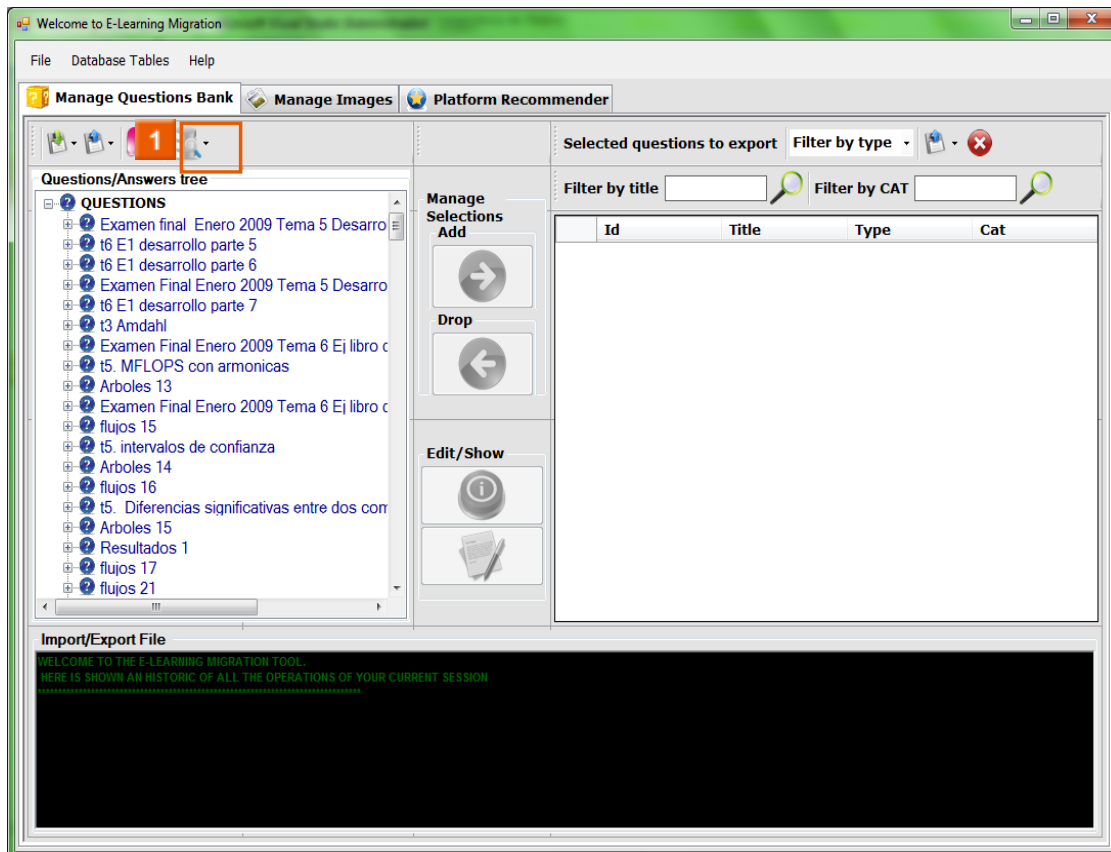 Welcome to E-Learning Migration
File Database Tables Help
Manage Questions Bank Manage Images Platform Recommender
1
Selected questions to export Filter by type
Questions/Answers tree
Filter by title Filter by CAT
QUESTIONS
Examen final Enero 2009 Tema 5 Desarro
t6 E1 desarrollo parte 5
t6 E1 desarrollo parte 6
Examen Final Enero 2009 Tema 5 Desarro
t6 E1 desarrollo parte 7
t3 Amdahl
Examen Final Enero 2009 Tema 6 Ej libro c
t5. MFLOPS con armonicas
Arboles 13
Examen Final Enero 2009 Tema 6 Ej libro c
flujos 15
t5. intervalos de confianza
Arboles 14
flujos 16
t5. Diferencias significativas entre dos com
Arboles 15
Resultados 1
flujos 17
flujos 21
Manage
Selections
Add
Drop
Edit/Show
Id Title Type Cat
Import/Export File
WELCOME TO THE E-LEARNING MIGRATION TOOL.
HERE IS SHOWN AN HISTORIC OF ALL THE OPERATIONS OF YOUR CURRENT SESSION